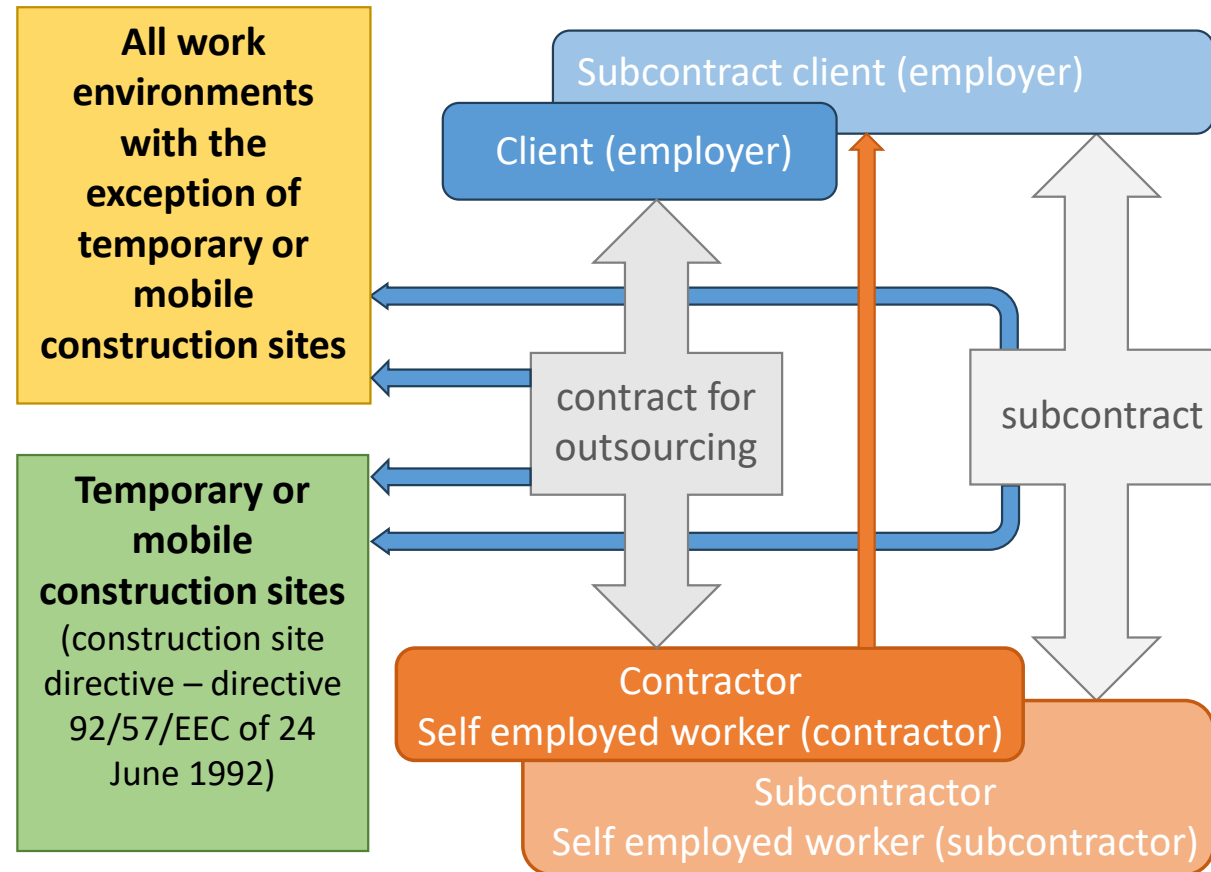 All work
environments
with the
exception of
temporary or
mobile
construction sites
Temporary or
mobile
construction sites
(construction site
directive – directive
92/57/EEC of 24
June 1992)
Subcontract client (employer)
Client (employer)
contract for
outsourcing
subcontract
Contractor
Self employed worker (contractor)
Subcontractor
Self employed worker (subcontractor)